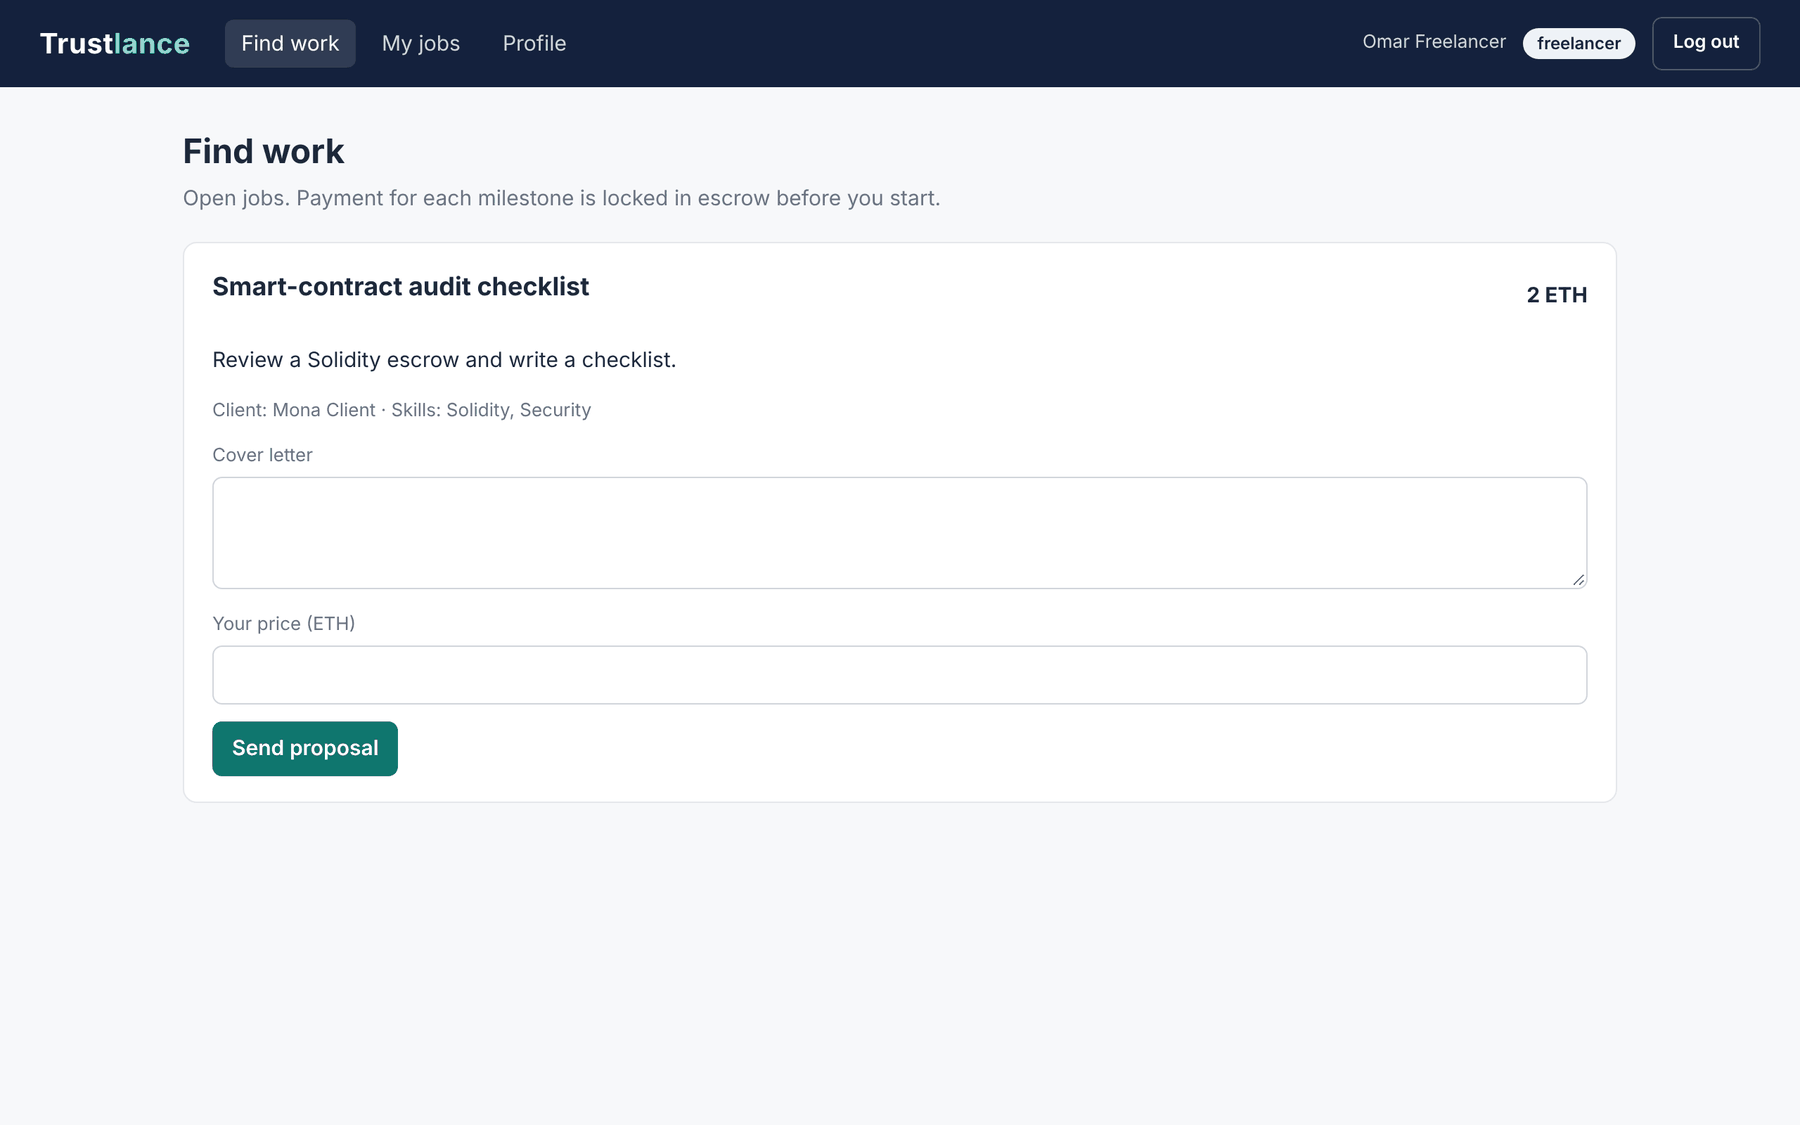 Trustlance
Find work
My jobs
Profile
Omar Freelancer
freelancer
Log out
Find work
Open jobs. Payment for each milestone is locked in escrow before you start.
Smart-contract audit checklist
2 ETH
Review a Solidity escrow and write a checklist.
Client: Mona Client · Skills: Solidity, Security
Cover letter
Your price (ETH)
Send proposal